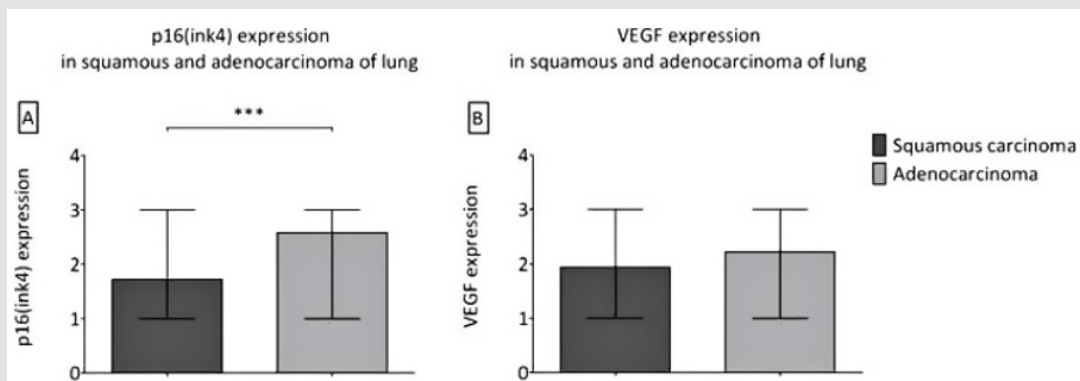 p16(ink4) expression
in squamous and adenocarcinoma of lung
A
***
p16(ink4) expression
4
3
2
1
0
VEGF expression
in squamous and adenocarcinoma of lung
B
VEGF expression
4
3
2
1
0
Squamous carcinoma
Adenocarcinoma